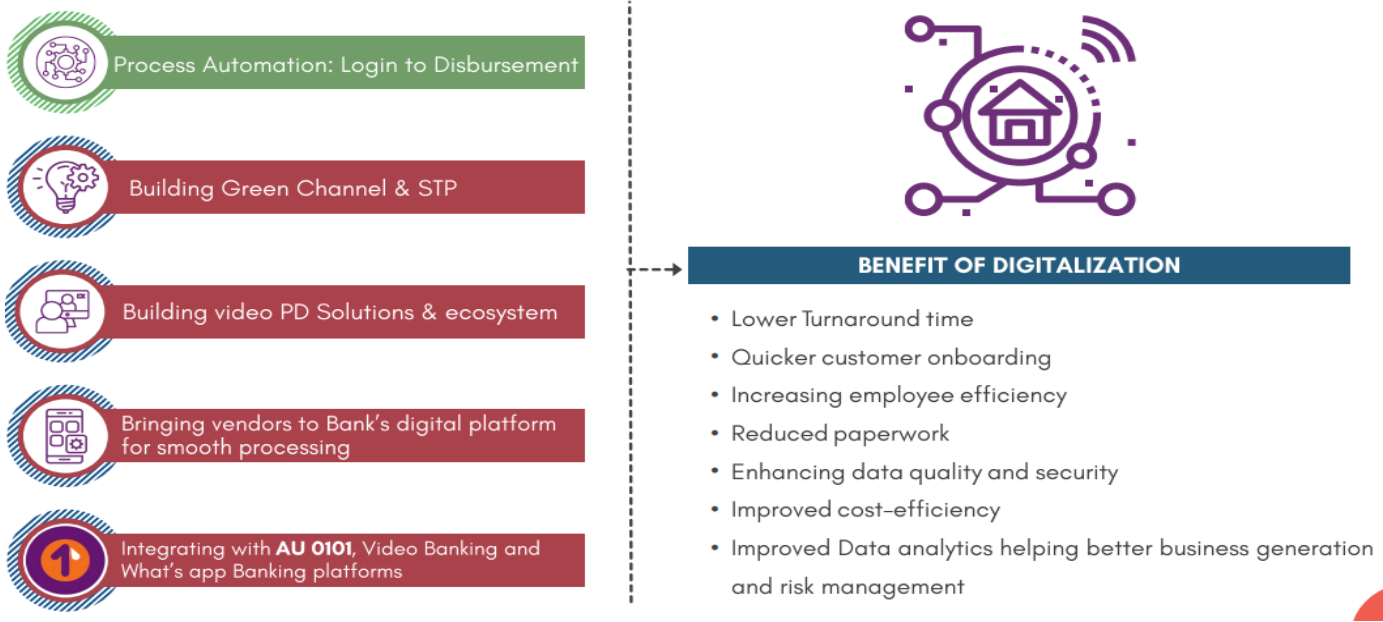 Process Automation: Login to Disbursement
Building Green Channel & STP
Building video PD Solutions & ecosystem
Bringing vendors to Bank's digital platform
for smooth processing
1
Integrating with AU 0101, Video Banking and
What's app Banking platforms
BENEFIT OF DIGITALIZATION
• Lower Turnaround time
• Quicker customer onboarding
• Increasing employee efficiency
• Reduced paperwork
• Enhancing data quality and security
• Improved cost-efficiency
• Improved Data analytics helping better business generation
and risk management